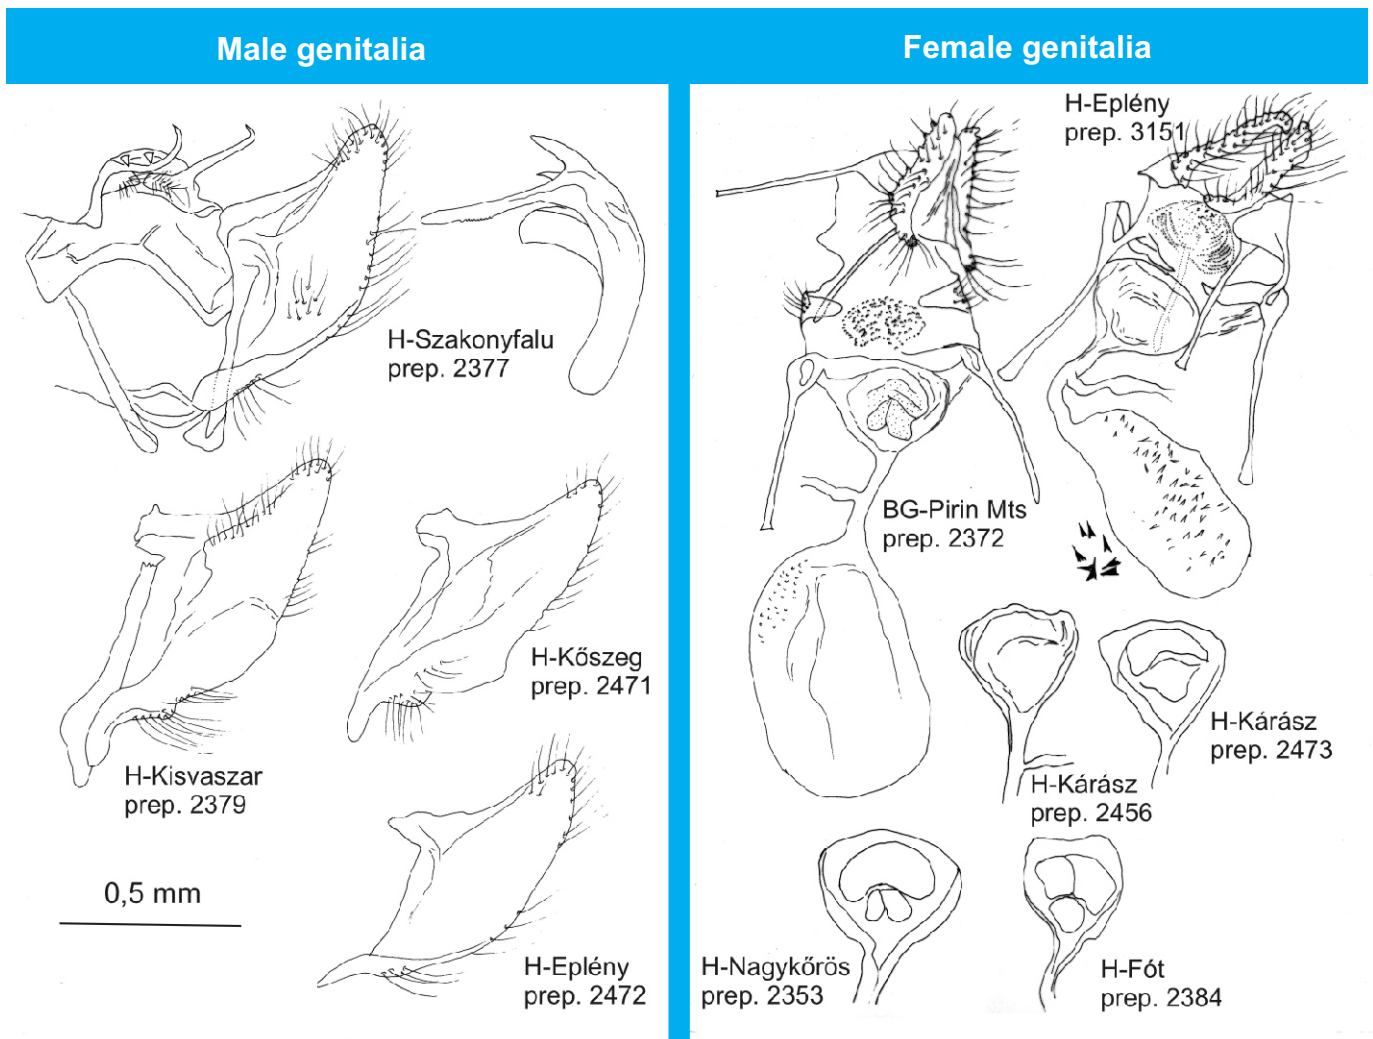 Male genitalia
Female genitalia
H-Szakonyfalu
prep. 2377
H-Kőszeg
prep. 2471
H-Kisvaszar
prep. 2379
0,5 mm
H-Eplény
prep. 2472
H-Eplény
prep. 3151
BG-Pirin Mts
prep. 2372
H-Kárász
prep. 2473
H-Kárász
prep. 2456
H-Nagykőrös
prep. 2353
H-Fót
prep. 2384